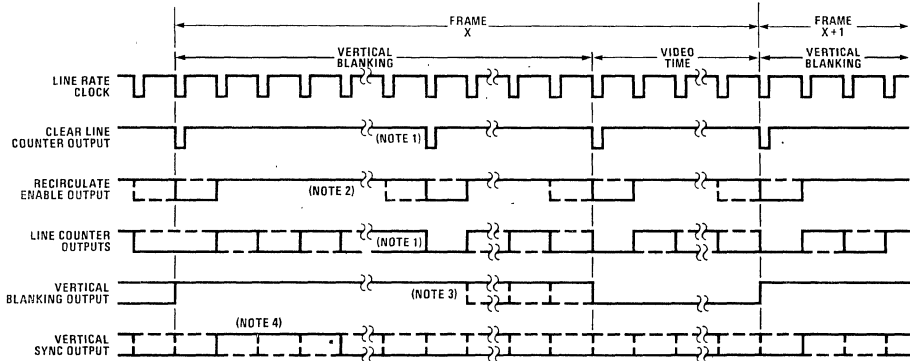 FRAME
X
FRAME
X+1
VERTICAL
BLANKING
VIDEO
TIME
VERTICAL
BLANKING
LINE RATE
CLOCK
CLEAR LINE
COUNTER OUTPUT
(NOTE 1)
RECIRCULATE
ENABLE OUTPUT
(NOTE 2)
LINE COUNTER
OUTPUTS
(NOTE 1)
VERTICAL
BLANKING OUTPUT
(NOTE 3)
(NOTE 4)
VERTICAL
SYNC OUTPUT